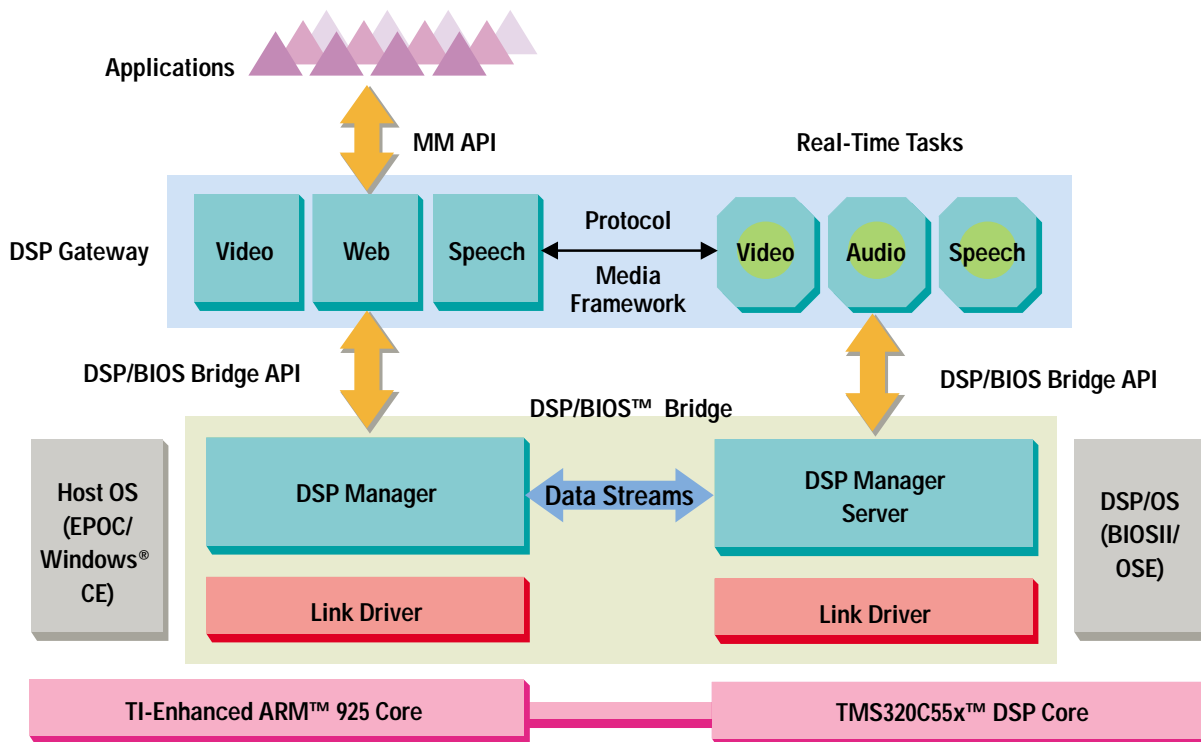 Applications
MM API
Real-Time Tasks
DSP Gateway
Video
Web
Speech
Protocol
Media
Framework
Video
Audio
Speech
DSP/BIOS Bridge API
DSP/BIOS Bridge API
DSP/BIOS™ Bridge
Host OS
(EPOC/
Windows®
CE)
DSP Manager
Data Streams
DSP Manager
Server
DSP/OS
(BIOSII/
OSE)
Link Driver
Link Driver
TI-Enhanced ARM™ 925 Core
TMS320C55x™ DSP Core